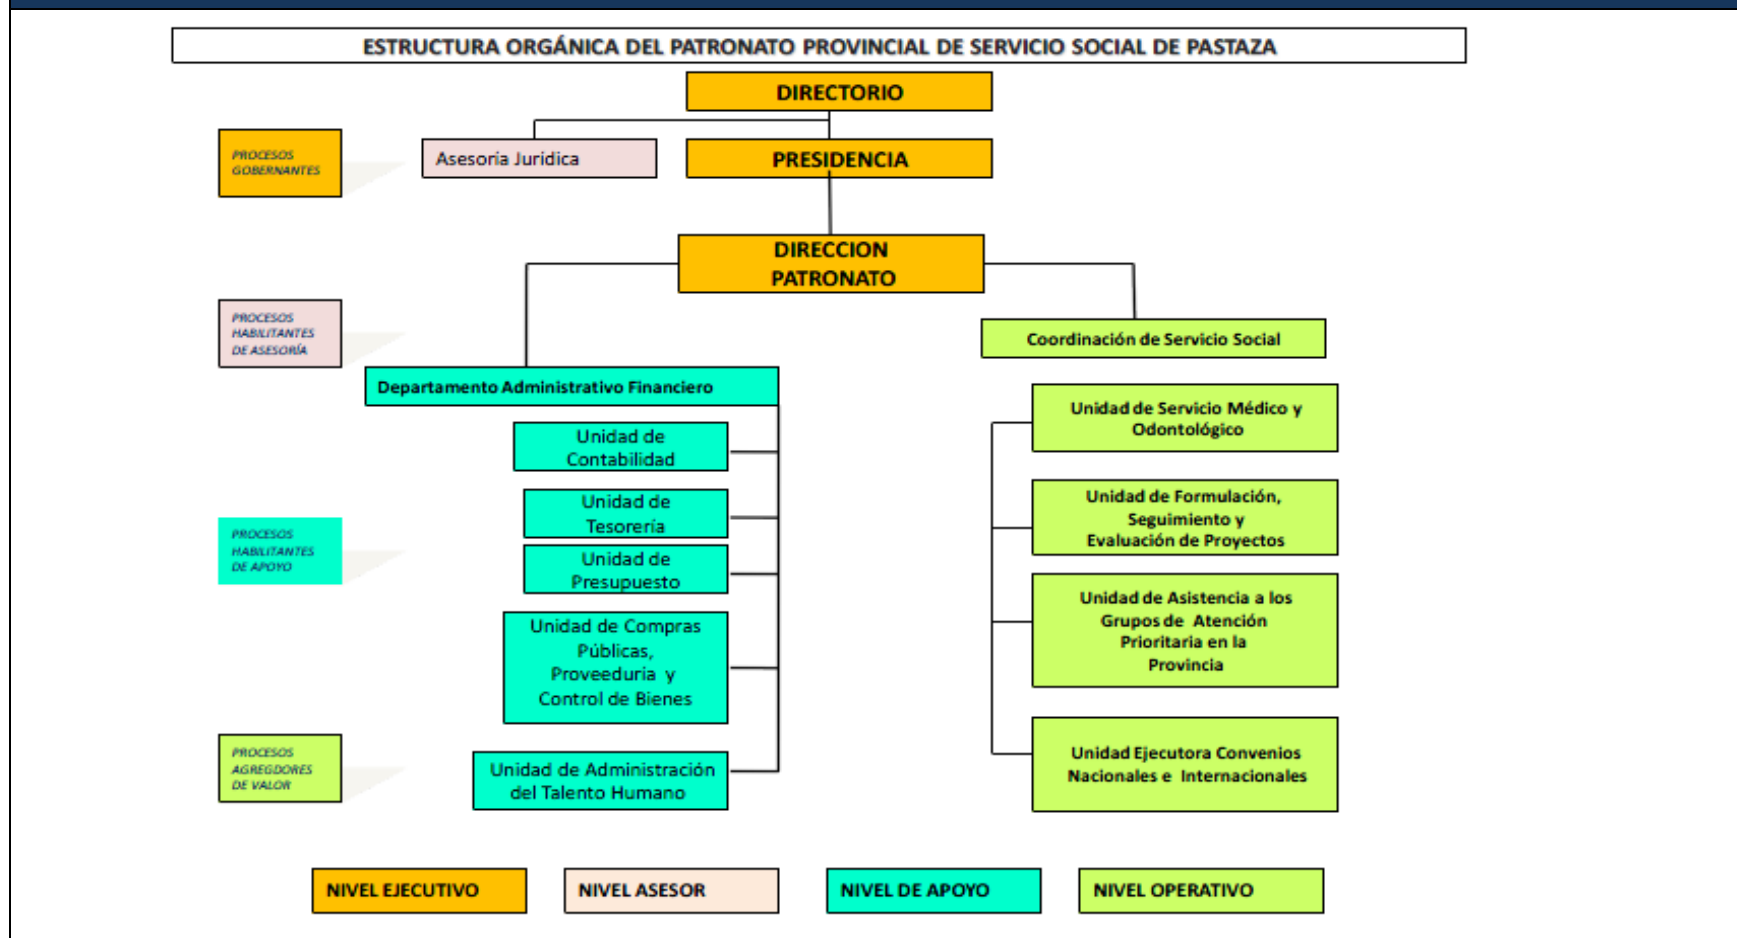 ESTRUCTURA ORGÁNICA DEL PATRONATO PROVINCIAL DE SERVICIO SOCIAL DE PASTAZA
DIRECTORIO
PROCESOS
GOBERNANTES
Asesoria Juridica
PRESIDENCIA
DIRECCION
PATRONATO
PROCESOS
HABILITANTES
DE ASESORÍA
Coordinación de Servicio Social
Departamento Administrativo Financiero
Unidad de
Contabilidad
Unidad de
Tesorería
Unidad de
Presupuesto
Unidad de Compras
Públicas,
Proveeduria y
Control de Bienes
Unidad de Administración
del Talento Humano
Unidad de Servicio Médico y
Odontológico
Unidad de Formulación,
Seguimiento y
Evaluación de Proyectos
Unidad de Asistencia a los
Grupos de Atención
Prioritaria en la
Provincia
Unidad Ejecutora Convenios
Nacionales e Internacionales
PROCESOS
HABILITANTES
DE APOYO
PROCESOS
AGREGDORES
DE VALOR
NIVEL EJECUTIVO
NIVEL ASESOR
NIVEL DE APOYO
NIVEL OPERATIVO